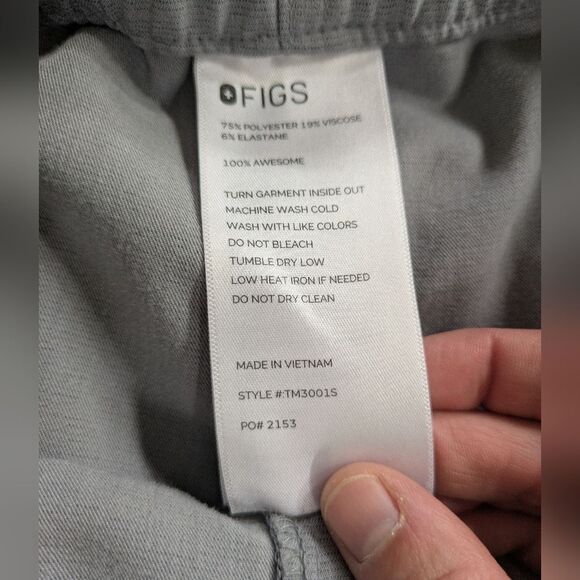 FIGS
75% POLYESTER 19% VISCOSE
6% ELASTANE
100% AWESOME
TURN GARMENT INSIDE OUT
MACHINE WASH COLD
WASH WITH LIKE COLORS
DO NOT BLEACH
TUMBLE DRY LOW
LOW HEAT IRON IF NEEDED
DO NOT DRY CLEAN
MADE IN VIETNAM
STYLE #:TM3001S
PO# 2153